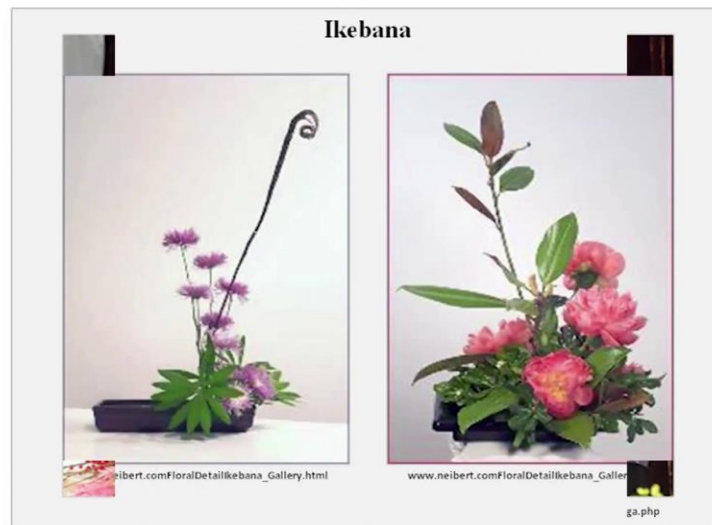 Ikebana
eibert.comFloralDetailIkebana_Gallery.html
www.neibert.comFloralDetailIkebana_Galler
ga.php